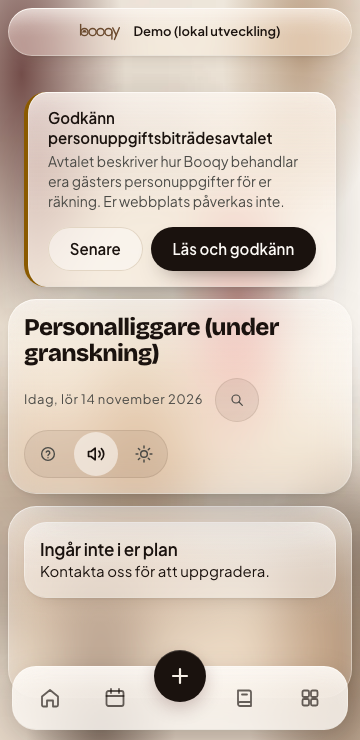 booqy Demo (lokal utveckling)
Godkänn
personuppgiftsbiträdesavtalet
Avtalet beskriver hur Booqy behandlar
era gästers personuppgifter för er
räkning. Er webbplats påverkas inte.
Senare Läs och godkänn
Personalliggare (under
granskning)
Idag, lör 14 november 2026
Ingår inte i er plan
Kontakta oss för att uppgradera.